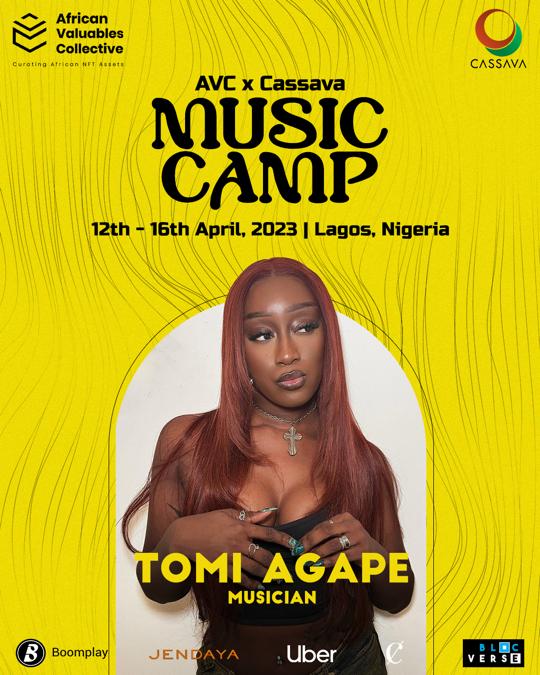 African
Valuables
Collective
Curating African NFT Assets
CASSAVA
AVC x Cassava
MUSIC
CAMP
12th - 16th April, 2023 | Lagos, Nigeria
TOMI AGAPE
MUSICIAN
B Boomplay
JENDAYA
Uber
BLOC
VERSE